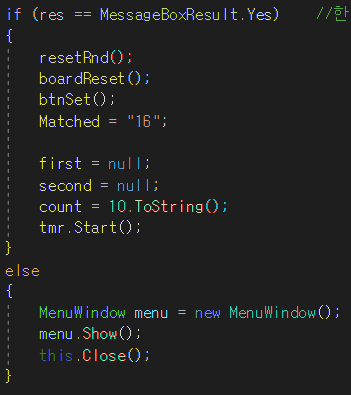 if (res == MessageBoxResult.Yes) //한
{
resetRnd();
boardReset();
btnSet();
Matched = "16";
first = null;
second = null;
count = 10.ToString();
tmr.Start();
}
else
{
MenuWindow menu = new MenuWindow();
menu.Show();
this.Close();
}